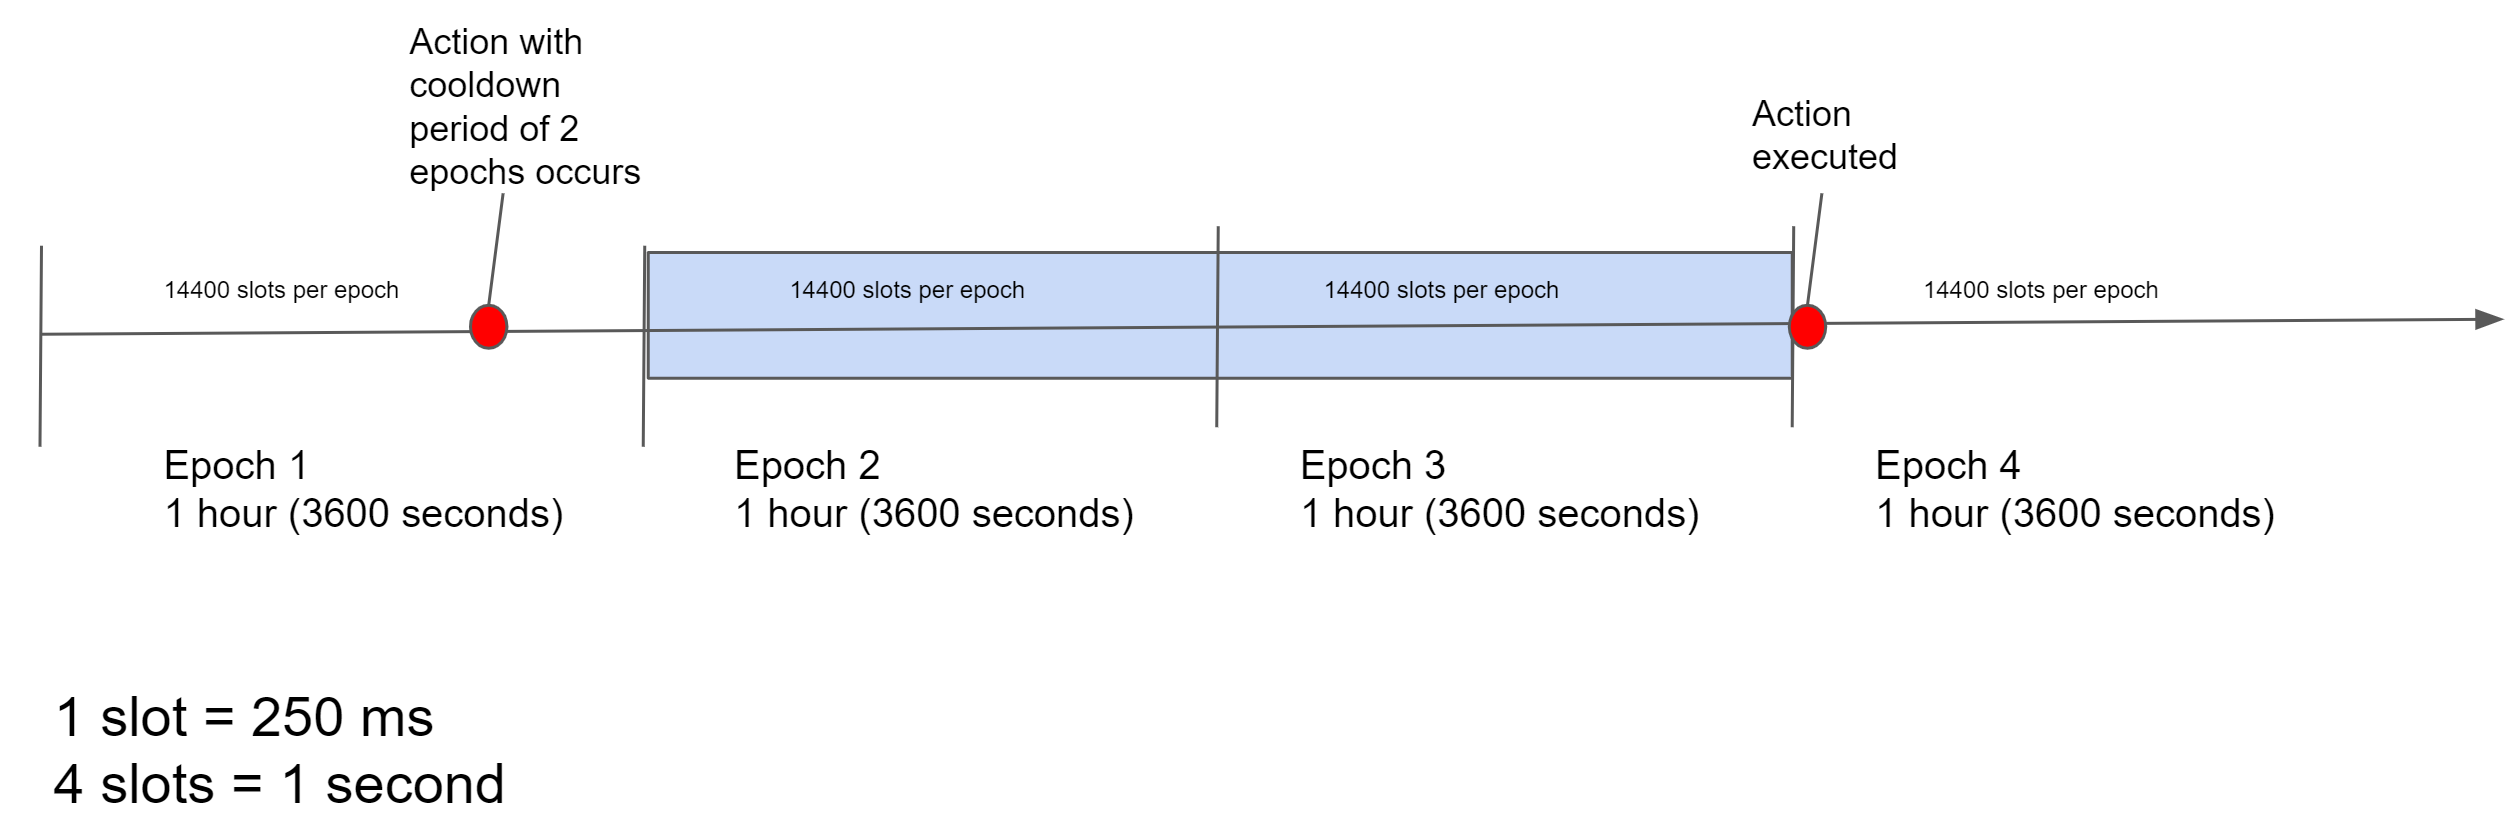 Action with
cooldown
period of 2
epochs occurs
Action
executed
14400 slots per epoch
14400 slots per epoch
14400 slots per epoch
14400 slots per epoch
Epoch 1
1 hour (3600 seconds)
Epoch 2
1 hour (3600 seconds)
Epoch 3
1 hour (3600 seconds)
Epoch 4
1 hour (3600 seconds)
1 slot = 250 ms
4 slots = 1 second